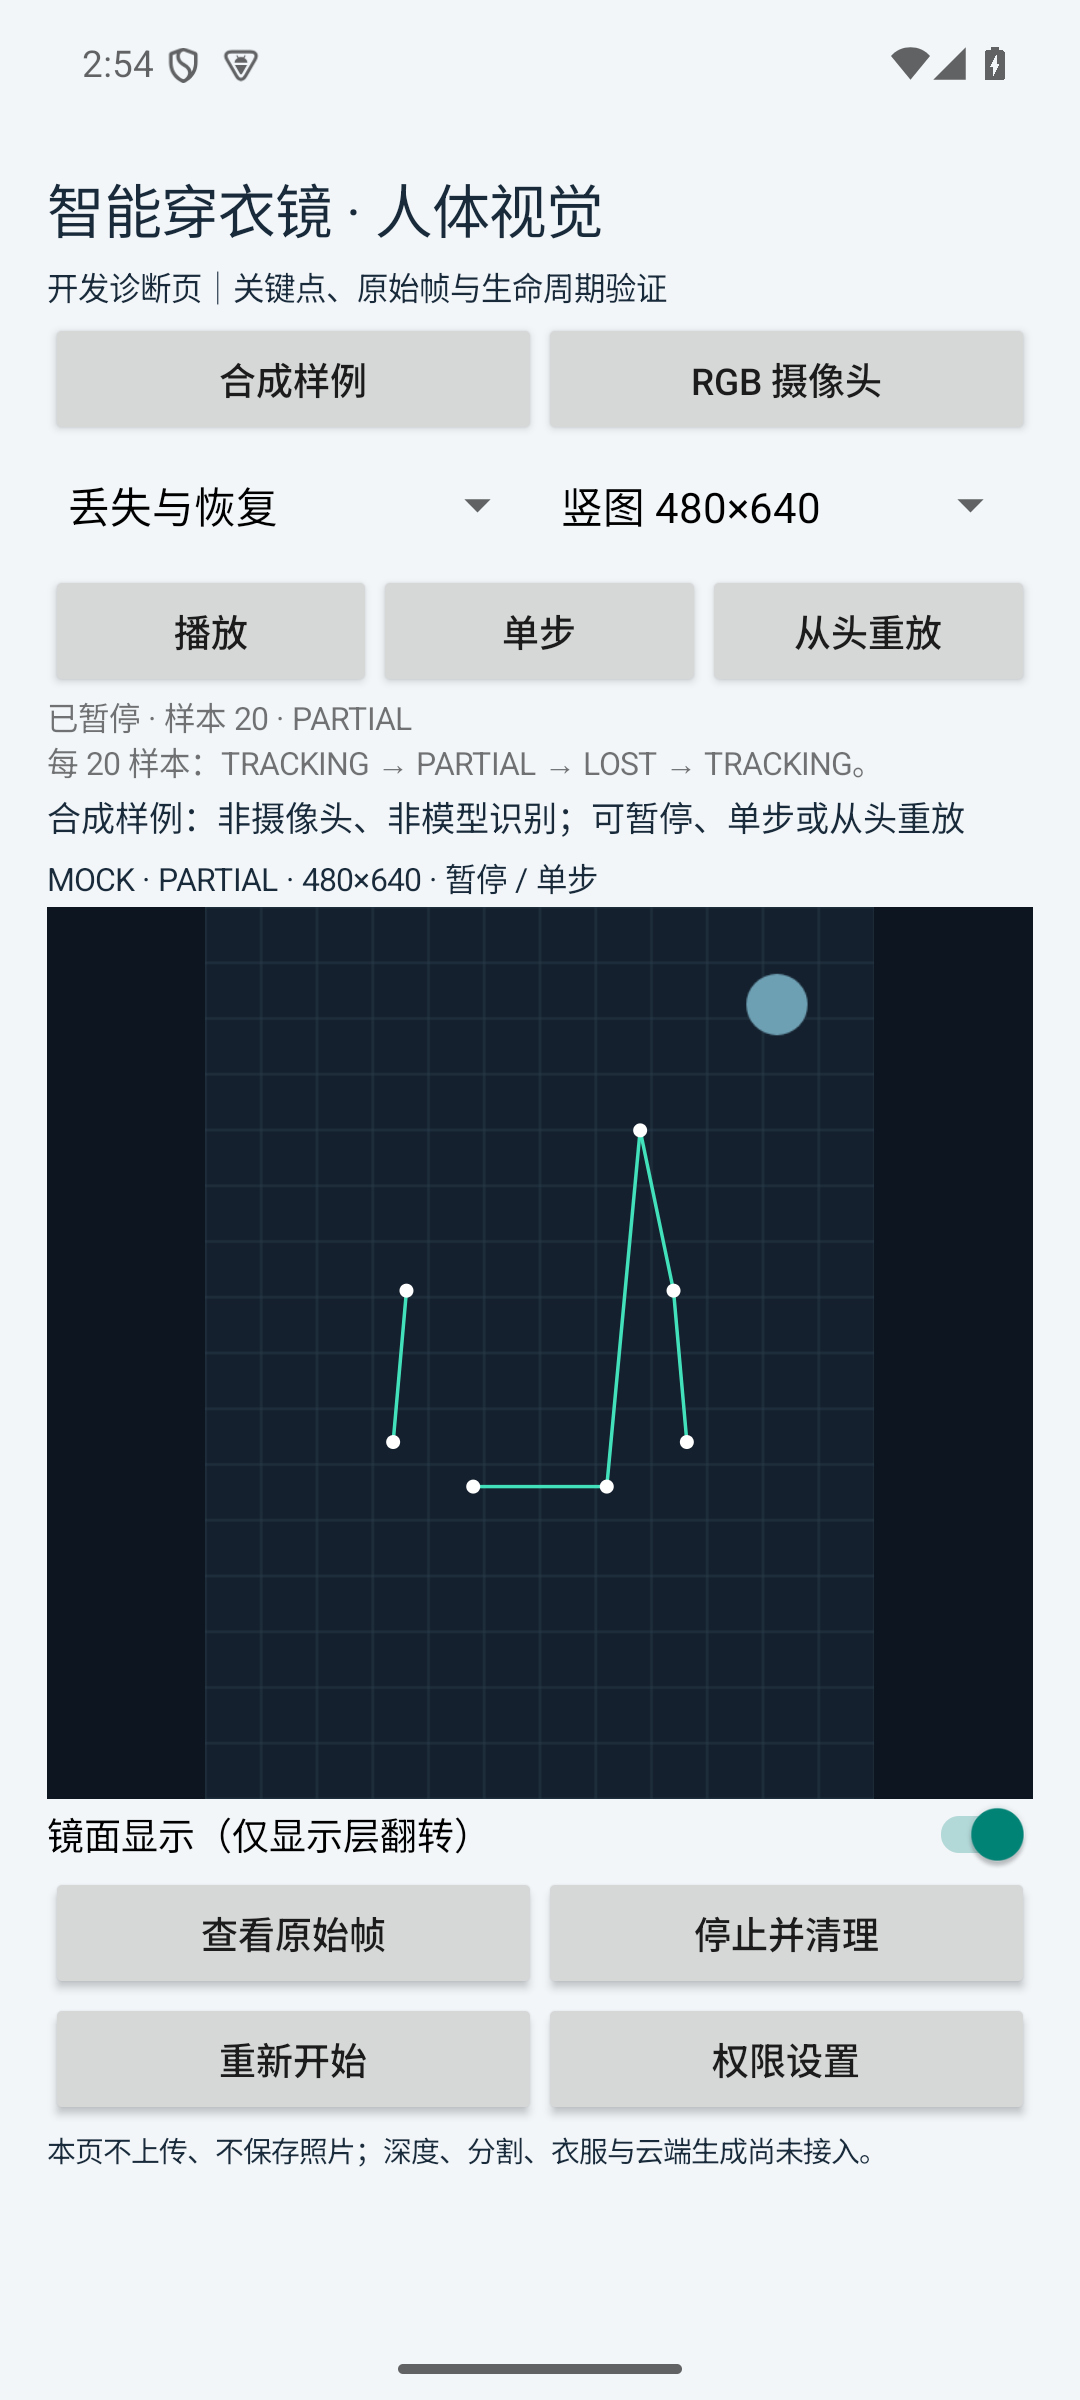 2:54
智能穿衣镜 · 人体视觉
开发诊断页｜关键点、原始帧与生命周期验证
合成样例
RGB 摄像头
丢失与恢复
竖图 480×640
播放
单步
从头重放
已暂停 · 样本 20 · PARTIAL
每 20 样本：TRACKING → PARTIAL → LOST → TRACKING。
合成样例：非摄像头、非模型识别；可暂停、单步或从头重放
MOCK · PARTIAL · 480×640 · 暂停 / 单步
镜面显示（仅显示层翻转）
查看原始帧
停止并清理
重新开始
权限设置
本页不上传、不保存照片；深度、分割、衣服与云端生成尚未接入。